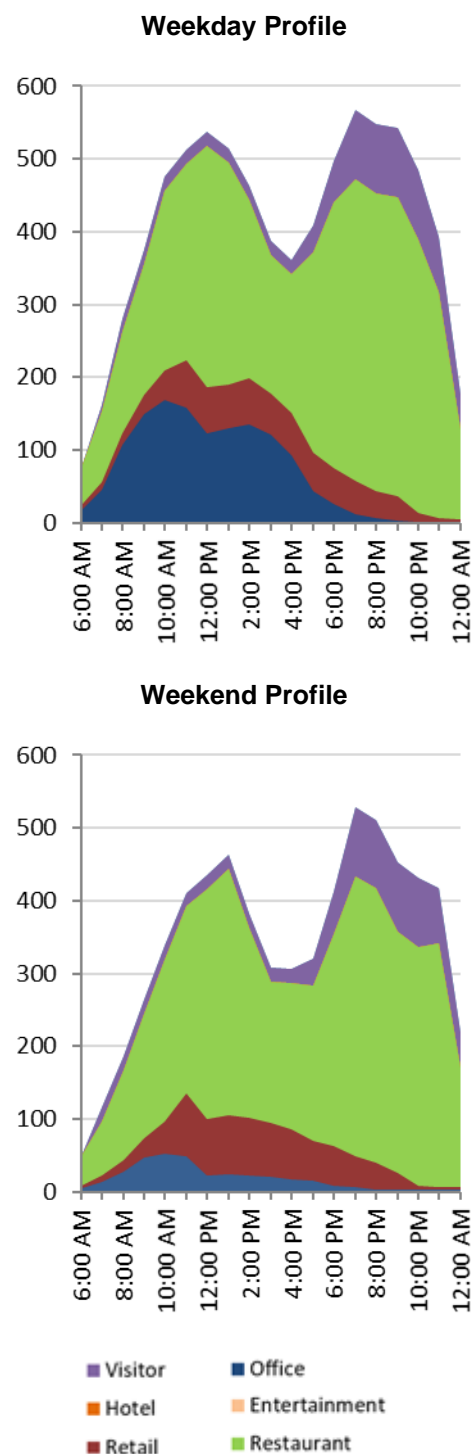 Weekday Profile
600
500
400
300
200
100
0
6:00 AM
8:00 AM
10:00 AM
12:00 PM
2:00 PM
4:00 PM
6:00 PM
8:00 PM
10:00 PM
12:00 AM
Weekend Profile
600
500
400
300
200
100
0
6:00 AM
8:00 AM
10:00 AM
12:00 PM
2:00 PM
4:00 PM
6:00 PM
8:00 PM
10:00 PM
12:00 AM
Visitor
Office
Hotel
Entertainment
Retail
Restaurant